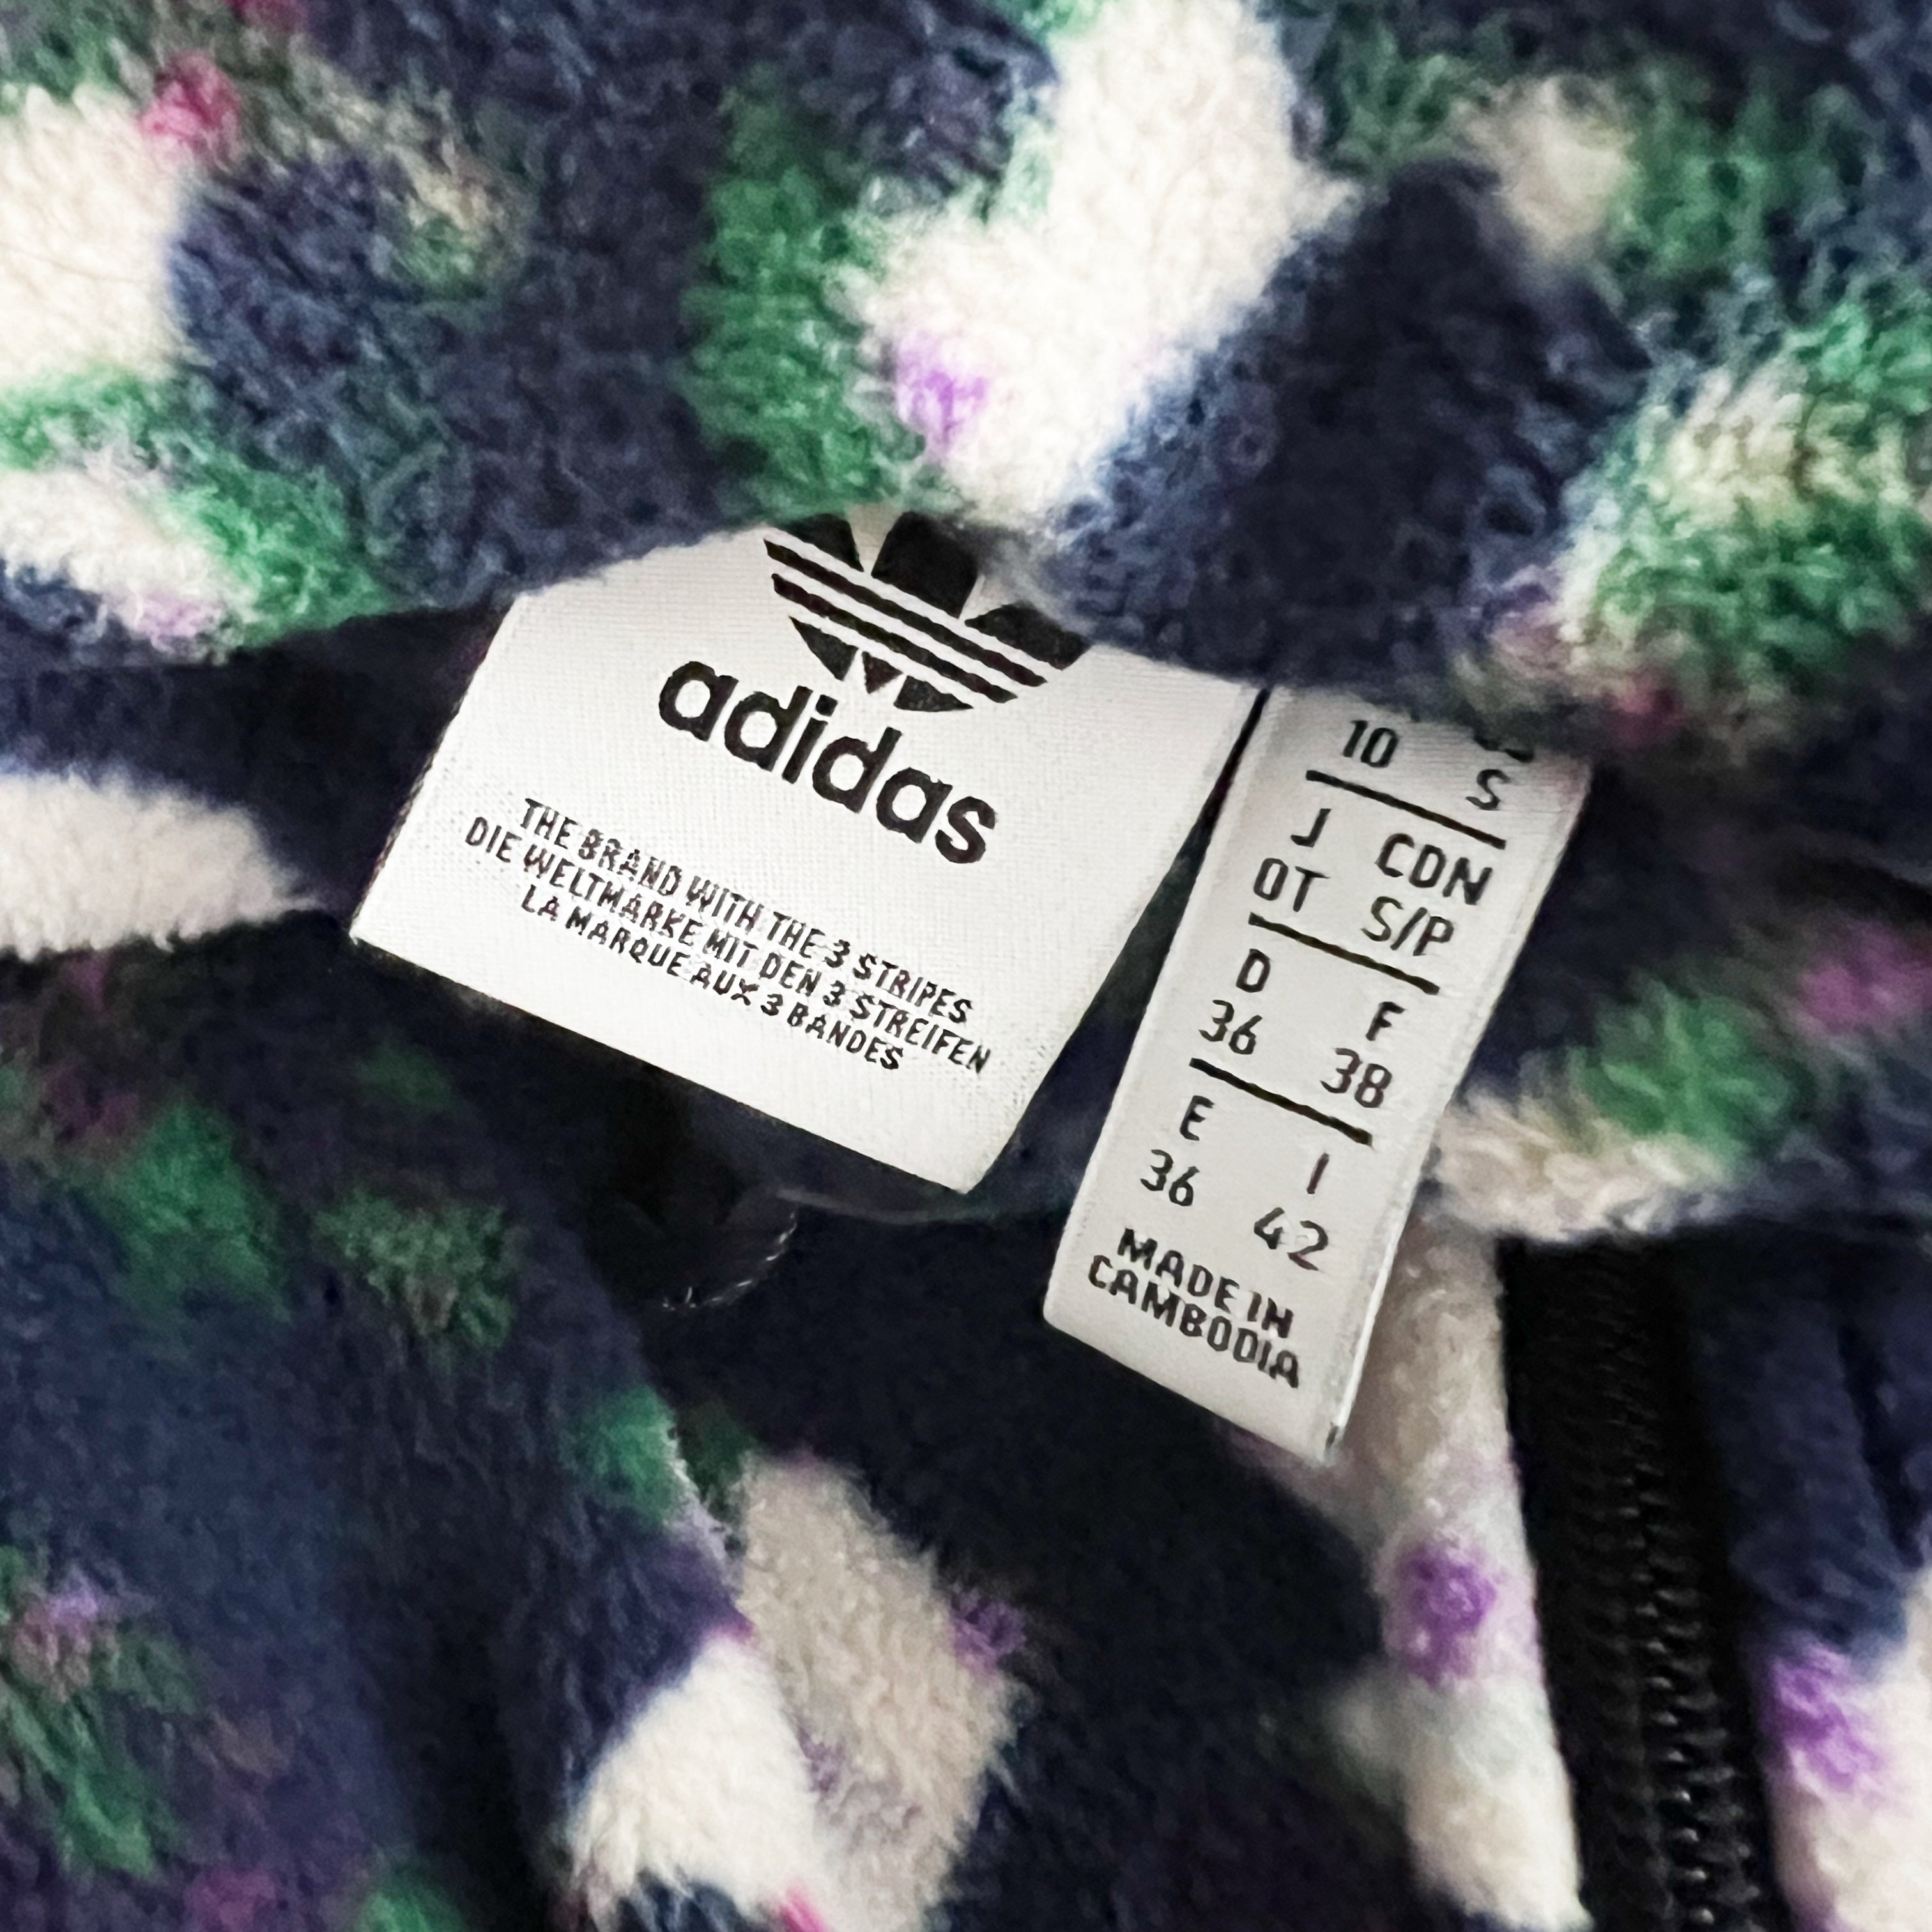 adidas
THE BRAND WITH THE 3 STRIPES
DIE WELTMARKE MIT DEN 3 STREIFEN
LA MARQUE AUX 3 BANDES
10 S
J CDN
OT S/P
D F
36 38
E I
36 42
MADE IN
CAMBODIA